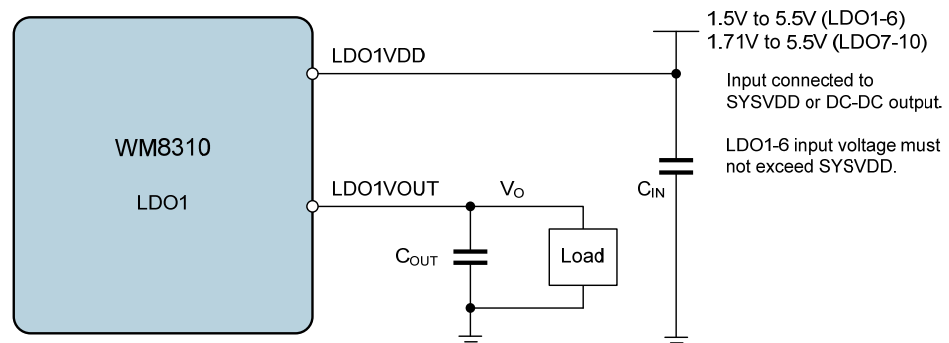 1.5V to 5.5V (LDO1-6)
1.71V to 5.5V (LDO7-10)
LDO1VDD
Input connected to
SYSVDD or DC-DC output.
WM8310
LDO1-6 input voltage must
not exceed SYSVDD.
LDO1VOUT
VO
CIN
LDO1
COUT
Load